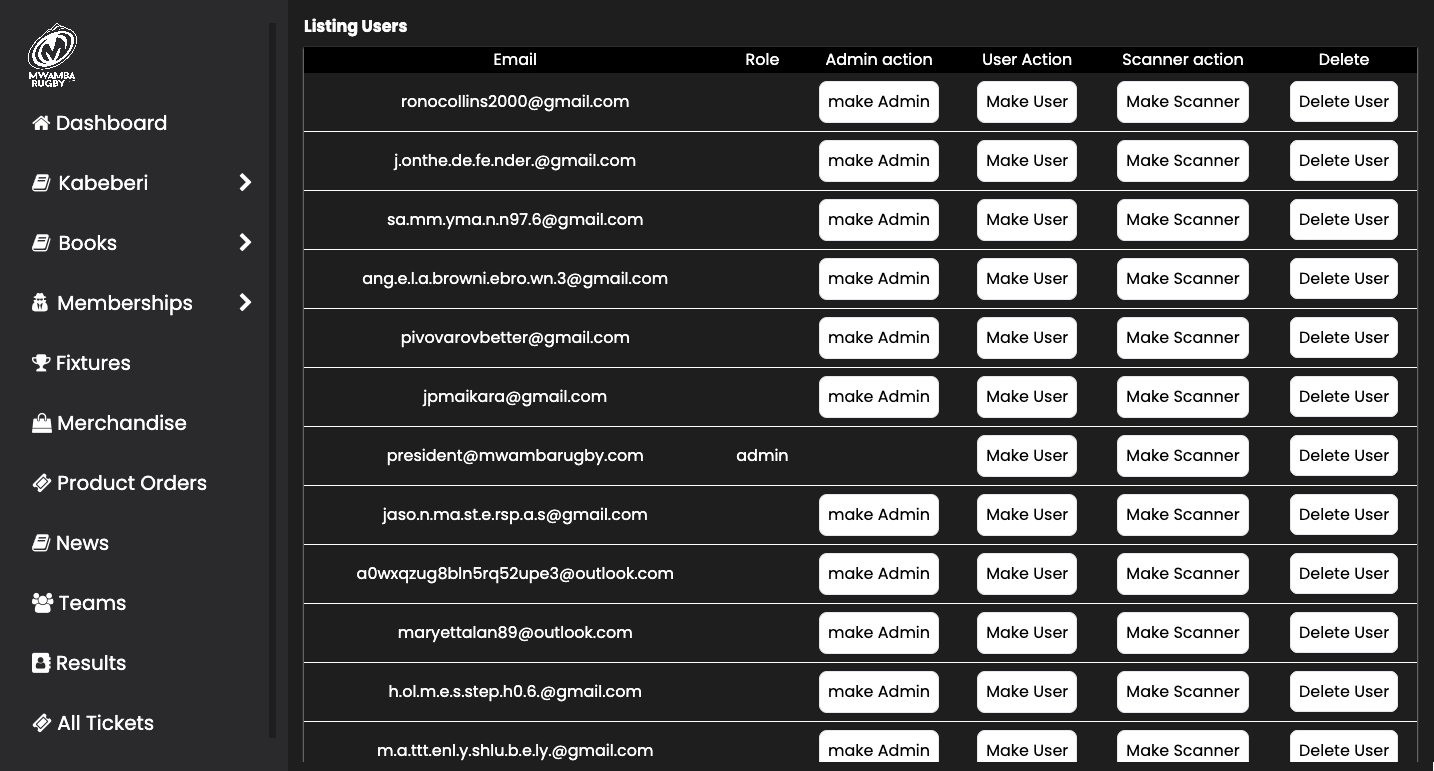 MWAMBA
RUGBY
Dashboard
Kabeberi
Books
Memberships
Fixtures
Merchandise
Product Orders
News
Teams
Results
All Tickets
Listing Users
Email Role Admin action User Action Scanner action Delete
ronocollins2000@gmail.com make Admin Make User Make Scanner Delete User
j.onthe.de.fe.nder.@gmail.com make Admin Make User Make Scanner Delete User
sa.mm.yma.n.n97.6@gmail.com make Admin Make User Make Scanner Delete User
ang.e.l.a.browni.ebro.wn.3@gmail.com make Admin Make User Make Scanner Delete User
pivovarovbetter@gmail.com make Admin Make User Make Scanner Delete User
jpmaikara@gmail.com make Admin Make User Make Scanner Delete User
president@mwambarugby.com admin Make User Make Scanner Delete User
jaso.n.ma.st.e.rsp.a.s@gmail.com make Admin Make User Make Scanner Delete User
a0wxqzug8bln5rq52upe3@outlook.com make Admin Make User Make Scanner Delete User
maryettalan89@outlook.com make Admin Make User Make Scanner Delete User
h.ol.m.e.s.step.h0.6.@gmail.com make Admin Make User Make Scanner Delete User
m.a.ttt.enl.y.shlu.b.e.ly.@gmail.com make Admin Make User Make Scanner Delete User